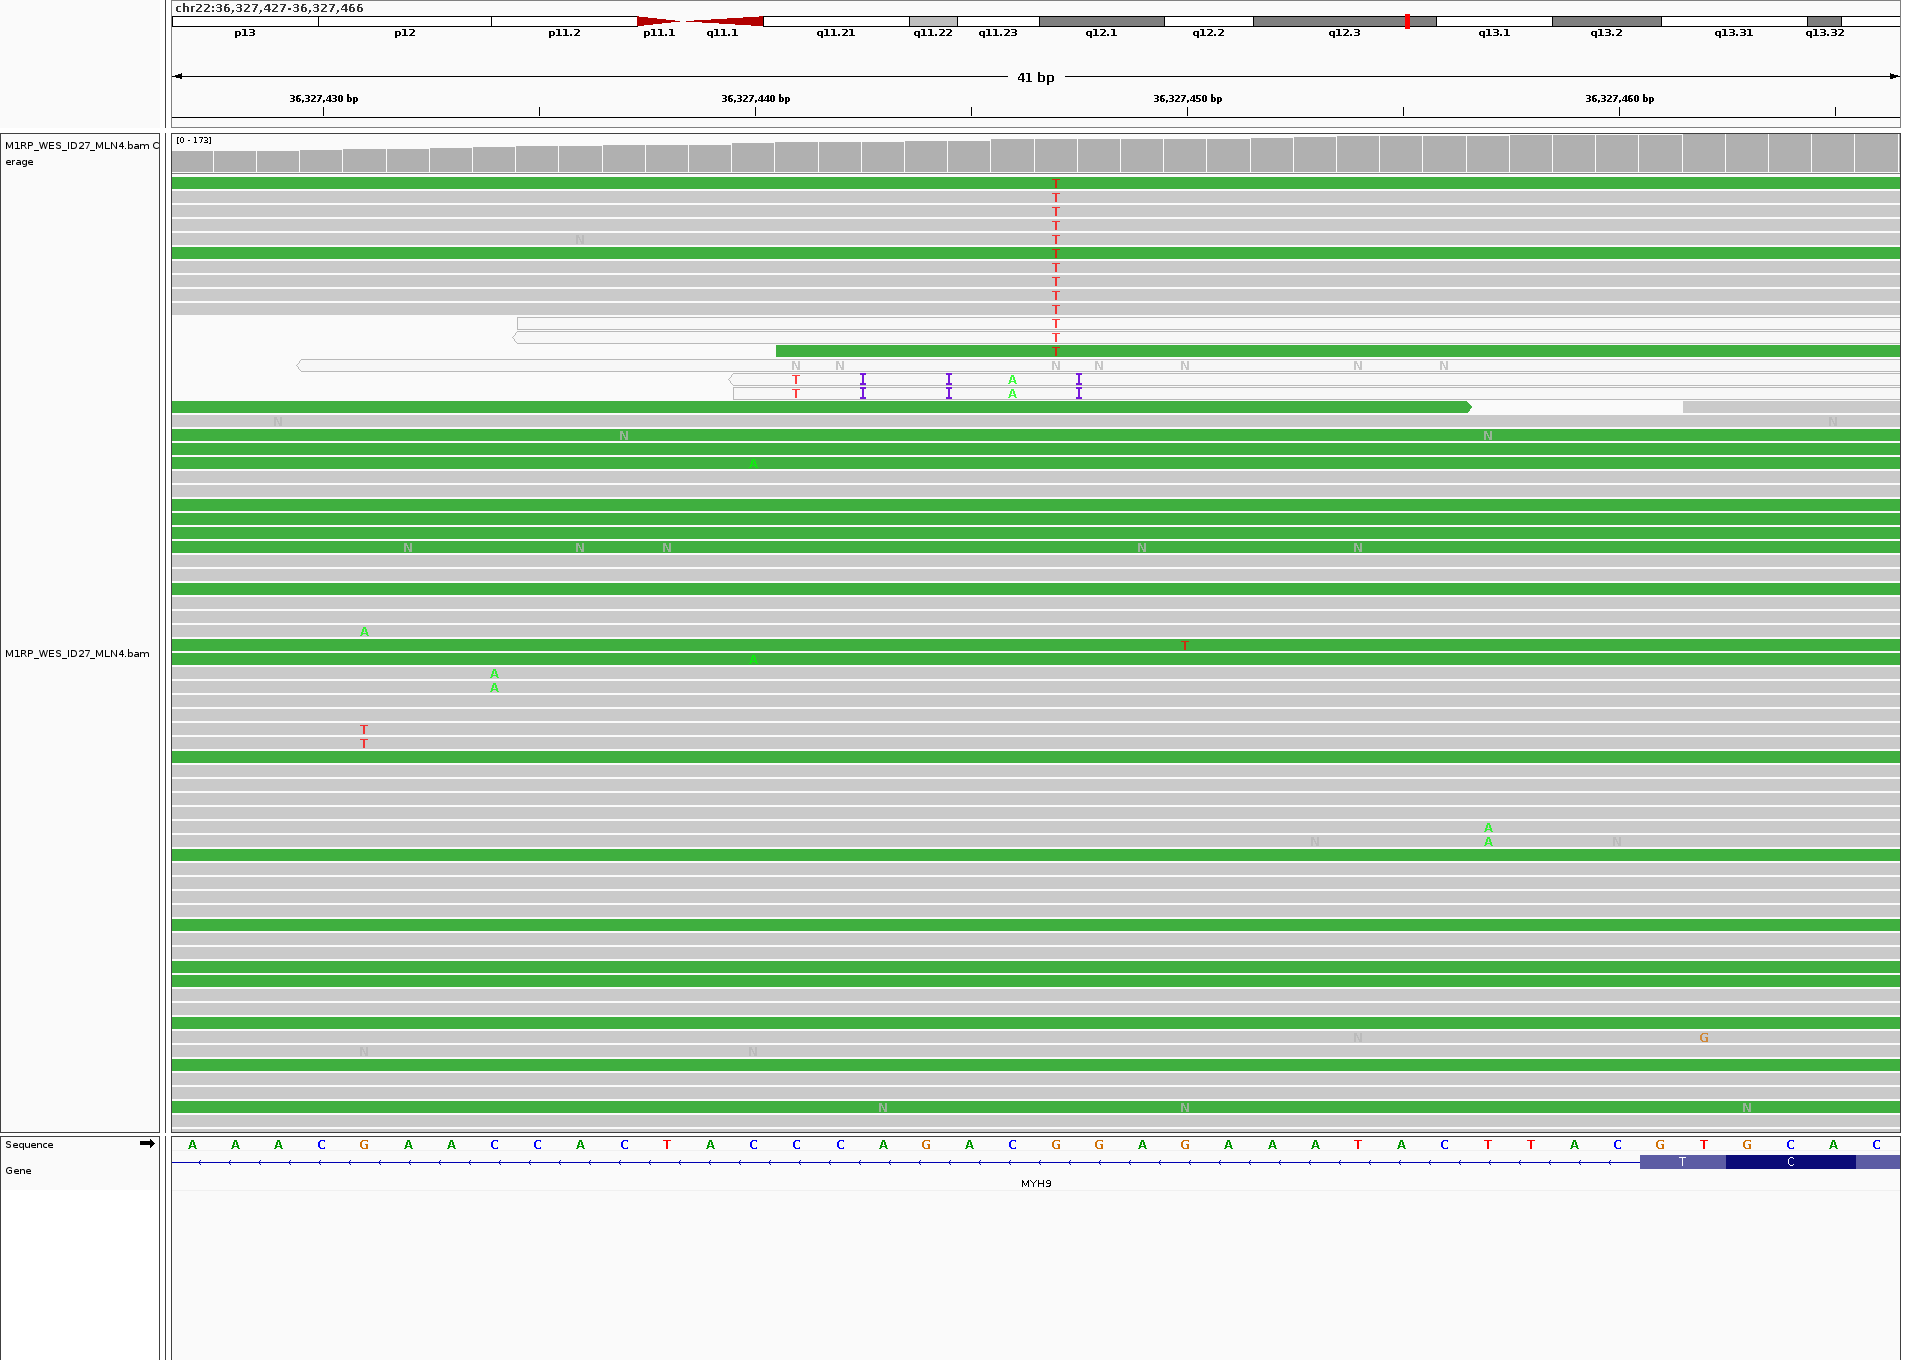 chr22:36,327,427-36,327,466
p13 p12 p11.2 p11.1 q11.1 q11.21 q11.22 q11.23 q12.1 q12.2 q12.3 q13.1 q13.2 q13.31 q13.32
41 bp
36,327,430 bp 36,327,440 bp 36,327,450 bp 36,327,460 bp
M1RP_WES_ID27_MLN4.bam C
erage
[0 - 173]
T
T
T
T
N T
T
T
T
T
T
T
T
T
N N N N N N N
T I I A I
T I I A I
N N
N N
A
N N N N N
A
T
A
A
A
T
T
A
N A N
N G
N N
N N N
M1RP_WES_ID27_MLN4.bam
Sequence A A A C G A A C C A C T A C C C A G A C G G A G A A A T A C T T A C G T G C A C
Gene T C
MYH9